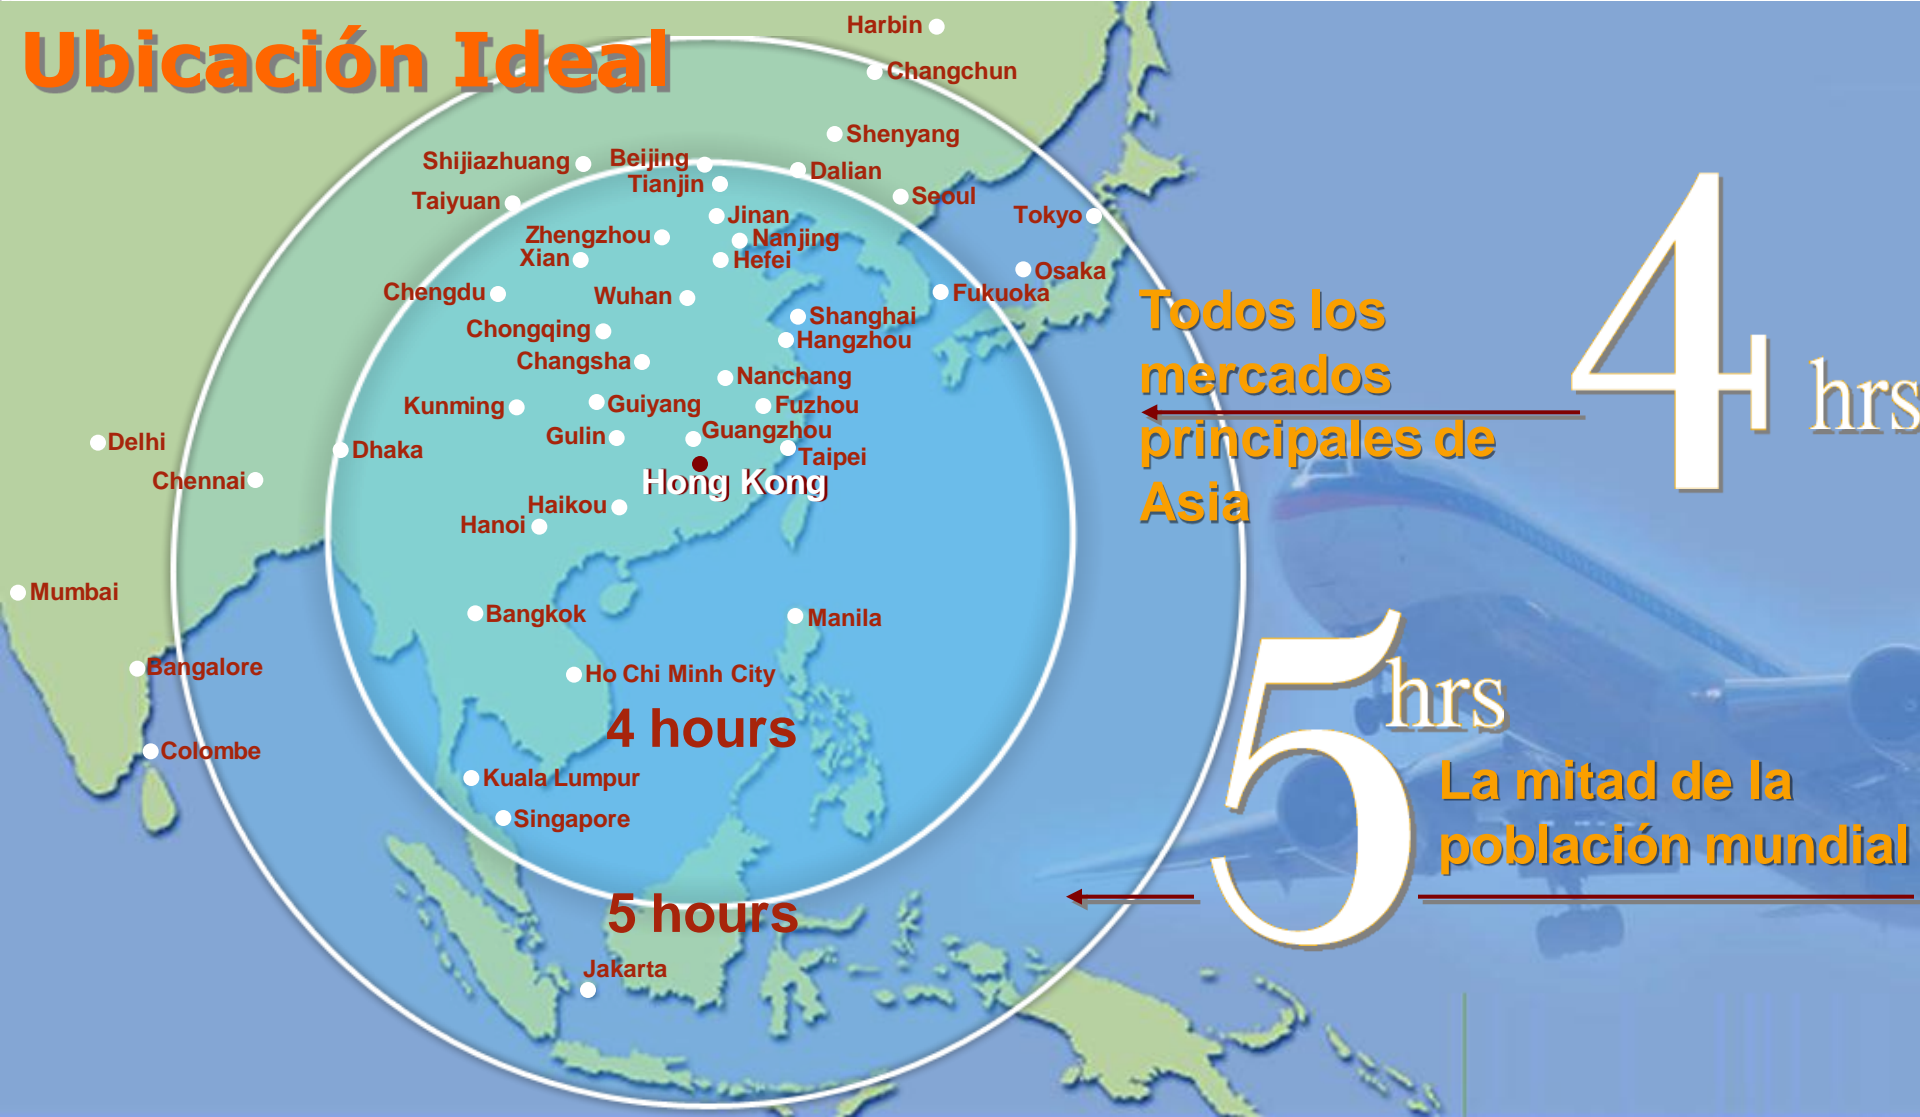 Ubicación Ideal
Harbin
Changchun
Shenyang
Shijiazhuang
Beijing
Dalian
Tianjin
Taiyuan
Seoul
Jinan
Tokyo
Zhengzhou
Nanjing
Xian
Hefei
Osaka
Chengdu
Wuhan
Fukuoka
Shanghai
Chongqing
Hangzhou
Changsha
Nanchang
Kunming
Guiyang
Fuzhou
Gulin
Guangzhou
Delhi
Dhaka
Taipei
Chennai
Hong Kong
Haikou
Hanoi
Mumbai
Bangkok
Manila
Bangalore
Ho Chi Minh City
4 hours
Colombe
Kuala Lumpur
Singapore
5 hours
Jakarta
Todos los
mercados
principales de
Asia
4 hrs
5 hrs
La mitad de la
población mundial